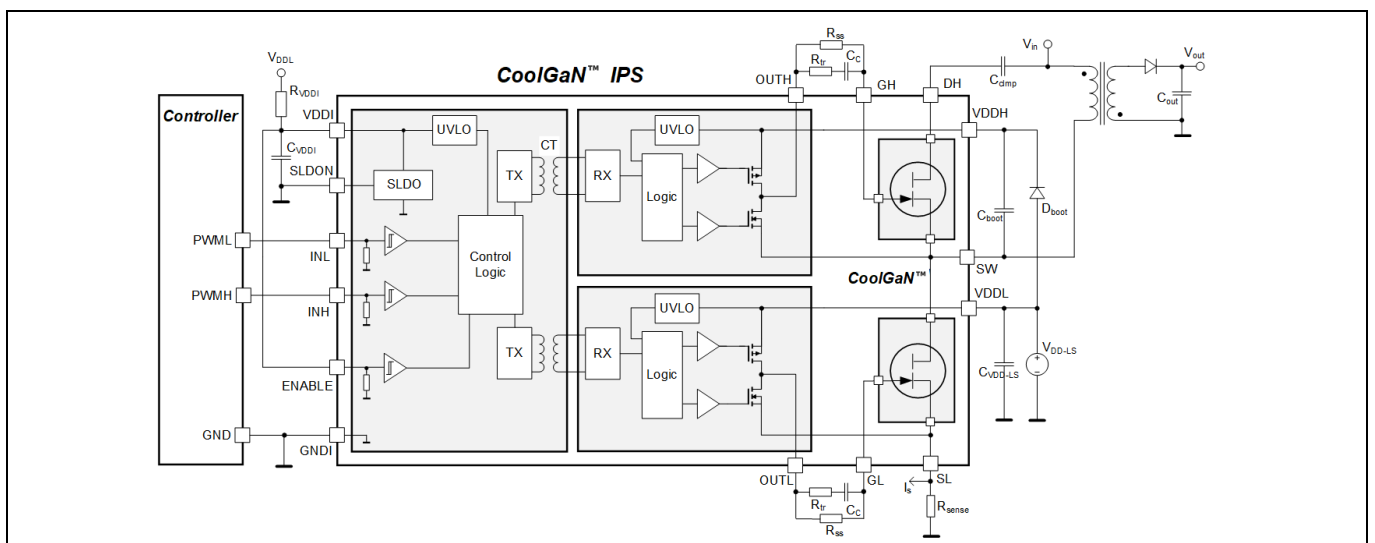 Rss
Vin
Vout
VDDL
CoolGaN™ IPS
Rtr
CC
Cclmp
OUTH
GH
DH
Cout
RVDDI
Controller
VDDI
UVLO
UVLO
VDDH
CVDDI
CT
SLDON
SLDO
TX
RX
Logic
Cboot
Dboot
PWML
INL
Control
Logic
SW
CoolGaN™
PWMH
INH
VDDL
UVLO
TX
RX
Logic
VDD-LS
CVDD-LS
ENABLE
GND
GNDI
OUTL
GL
SL
Is
Rtr
CC
Rsense
Rss